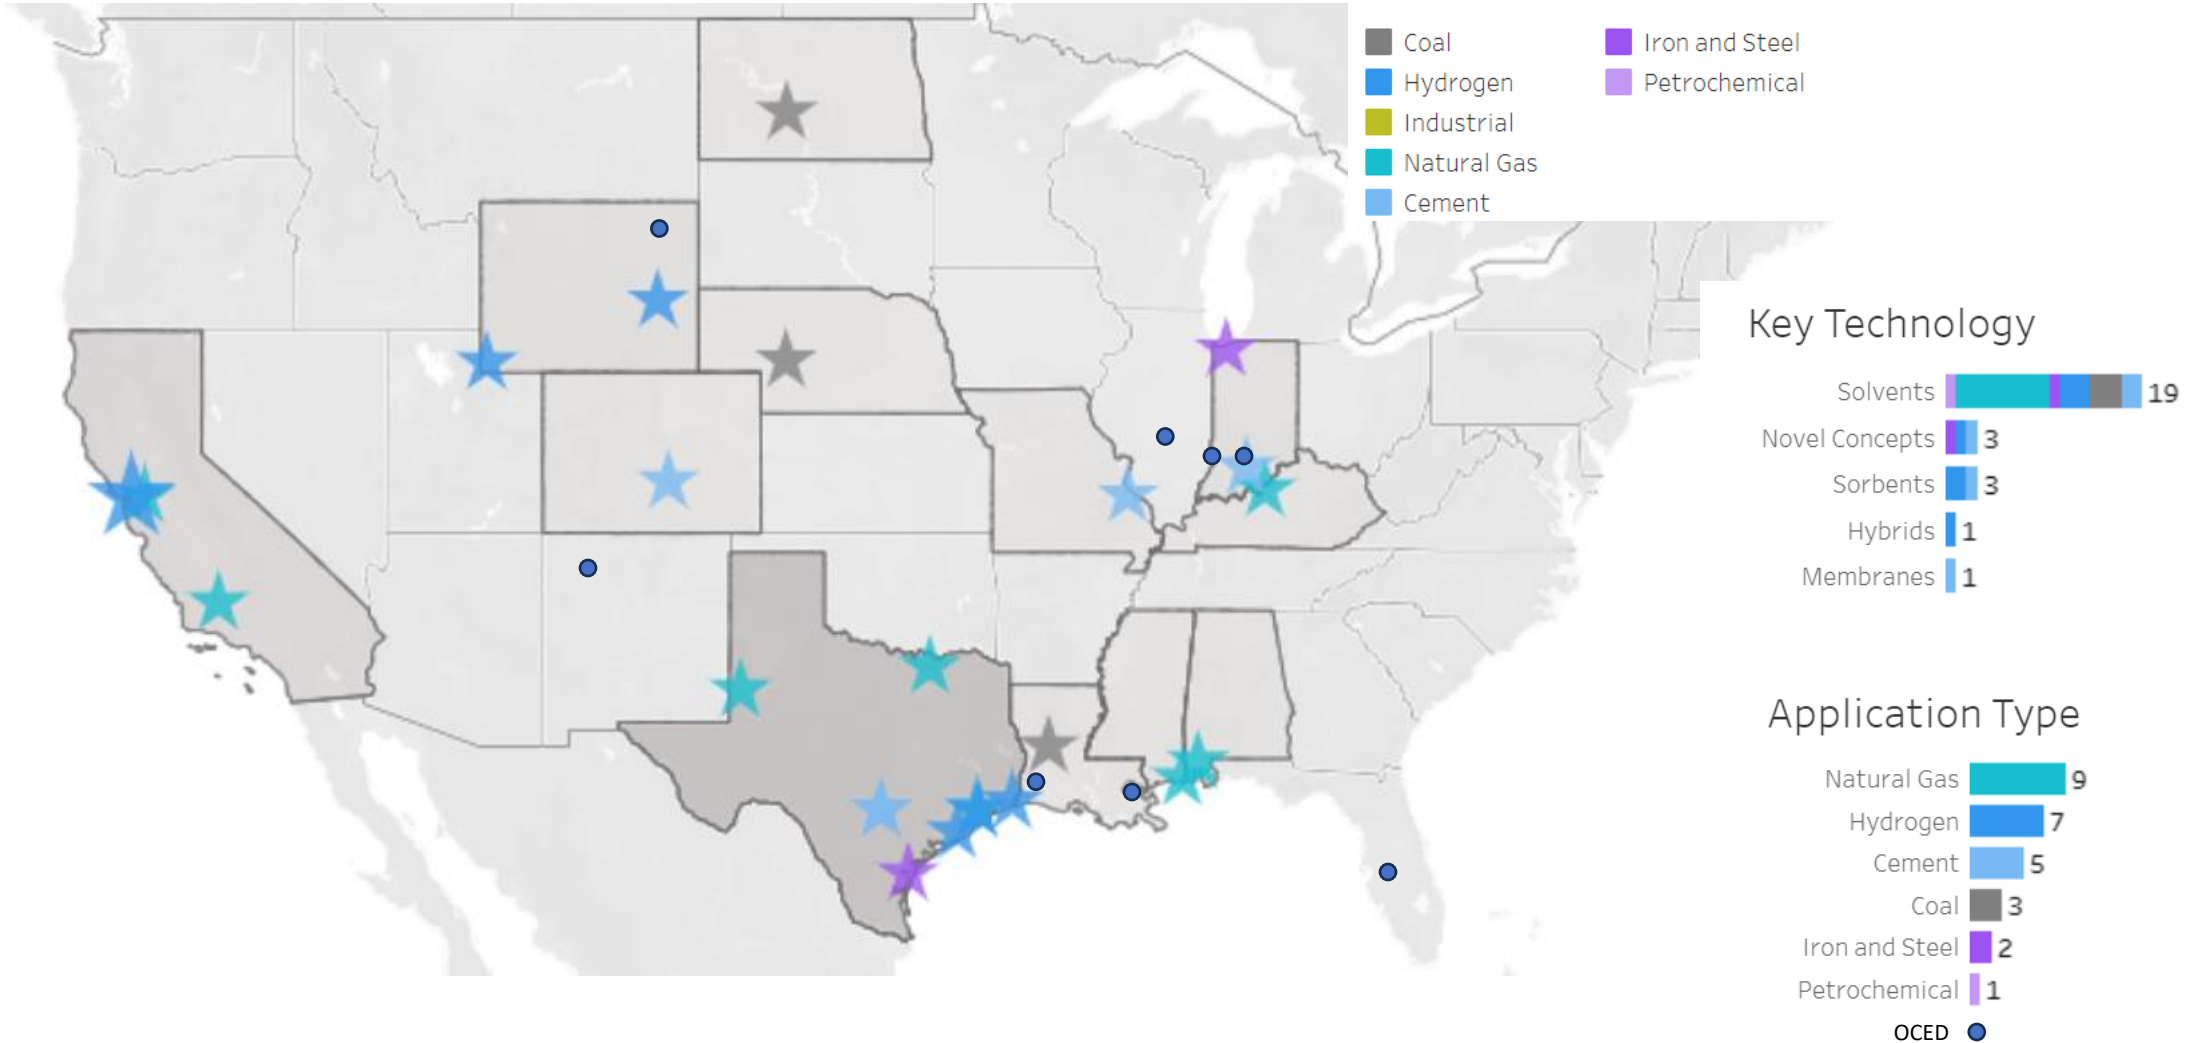 Coal
Hydrogen
Industrial
Natural Gas
Cement
Iron and Steel
Petrochemical
Key Technology
Solvents 19
Novel Concepts 3
Sorbents 3
Hybrids 1
Membranes 1
Application Type
Natural Gas 9
Hydrogen 7
Cement 5
Coal 3
Iron and Steel 2
Petrochemical 1
OCED